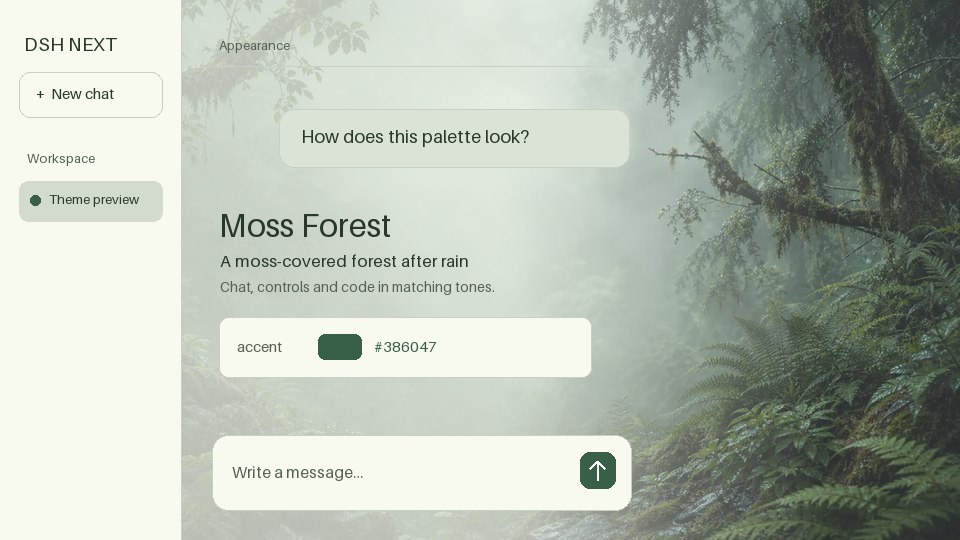 DSH NEXT
+ New chat
Workspace
Theme preview
Appearance
How does this palette look?
Moss Forest
A moss-covered forest after rain
Chat, controls and code in matching tones.
accent #386047
Write a message...